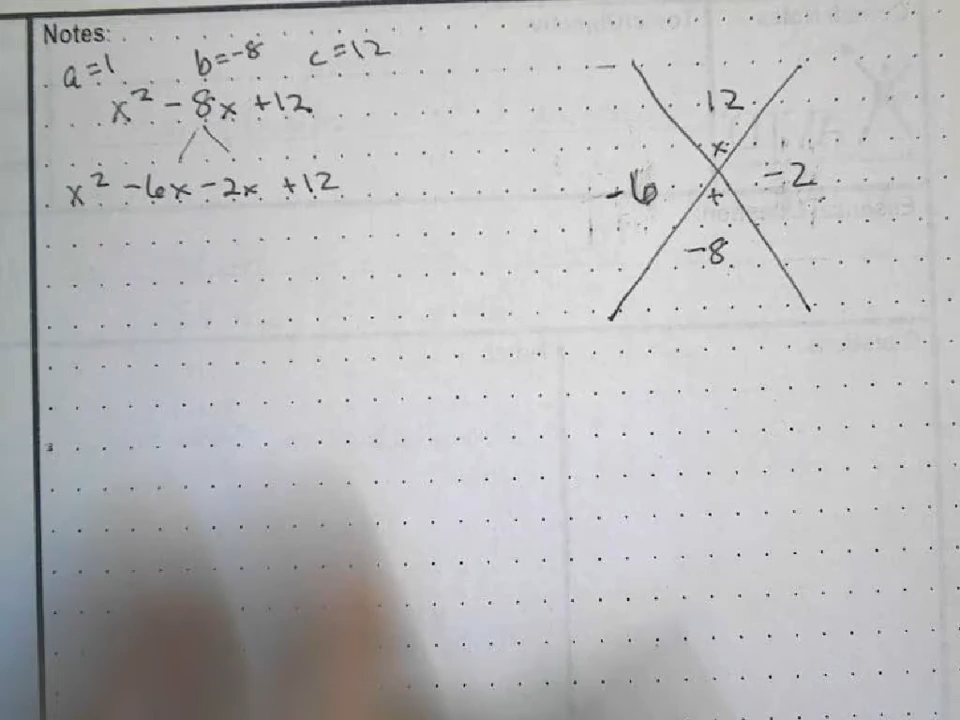 Notes:
a=1 b=-8 c=12
x² - 8x +12
x² -6x -2x +12
12
x
-6 -2
+
-8